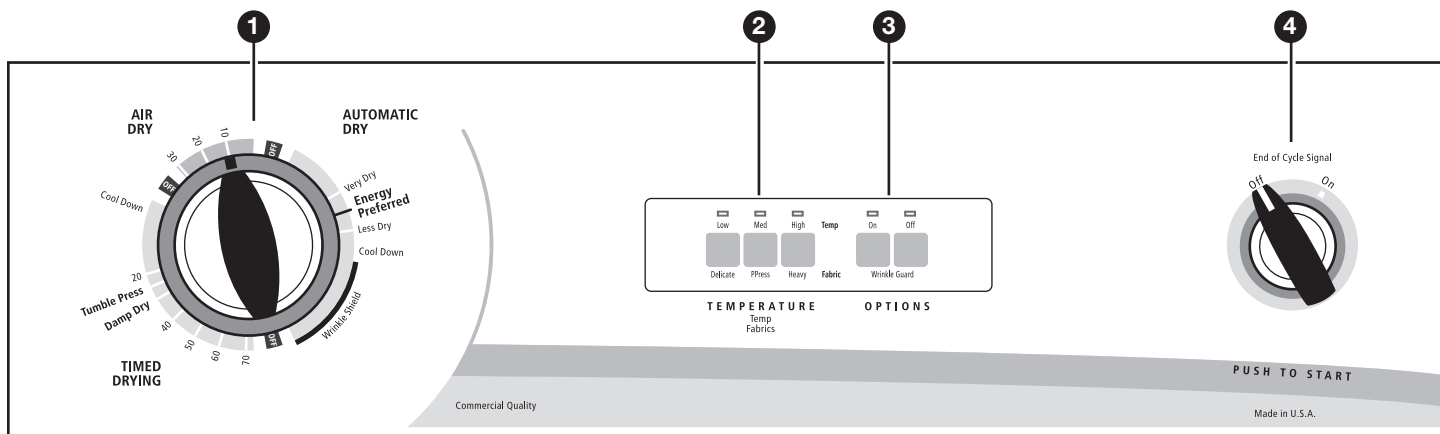 1
2
3
4
AIR
DRY
AUTOMATIC
DRY
30
20
10
OFF
OFF
Cool Down
Very Dry
Energy
Preferred
Less Dry
Cool Down
Wrinkle Shield
20
Tumble Press
Damp Dry
40
50
60
70
OFF
TIMED
DRYING
Low Med High Temp
Delicate PPress Heavy Fabric
On Off
Wrinkle Guard
TEMPERATURE
Temp
Fabrics
OPTIONS
End of Cycle Signal
Off On
PUSH TO START
Commercial Quality
Made in U.S.A.